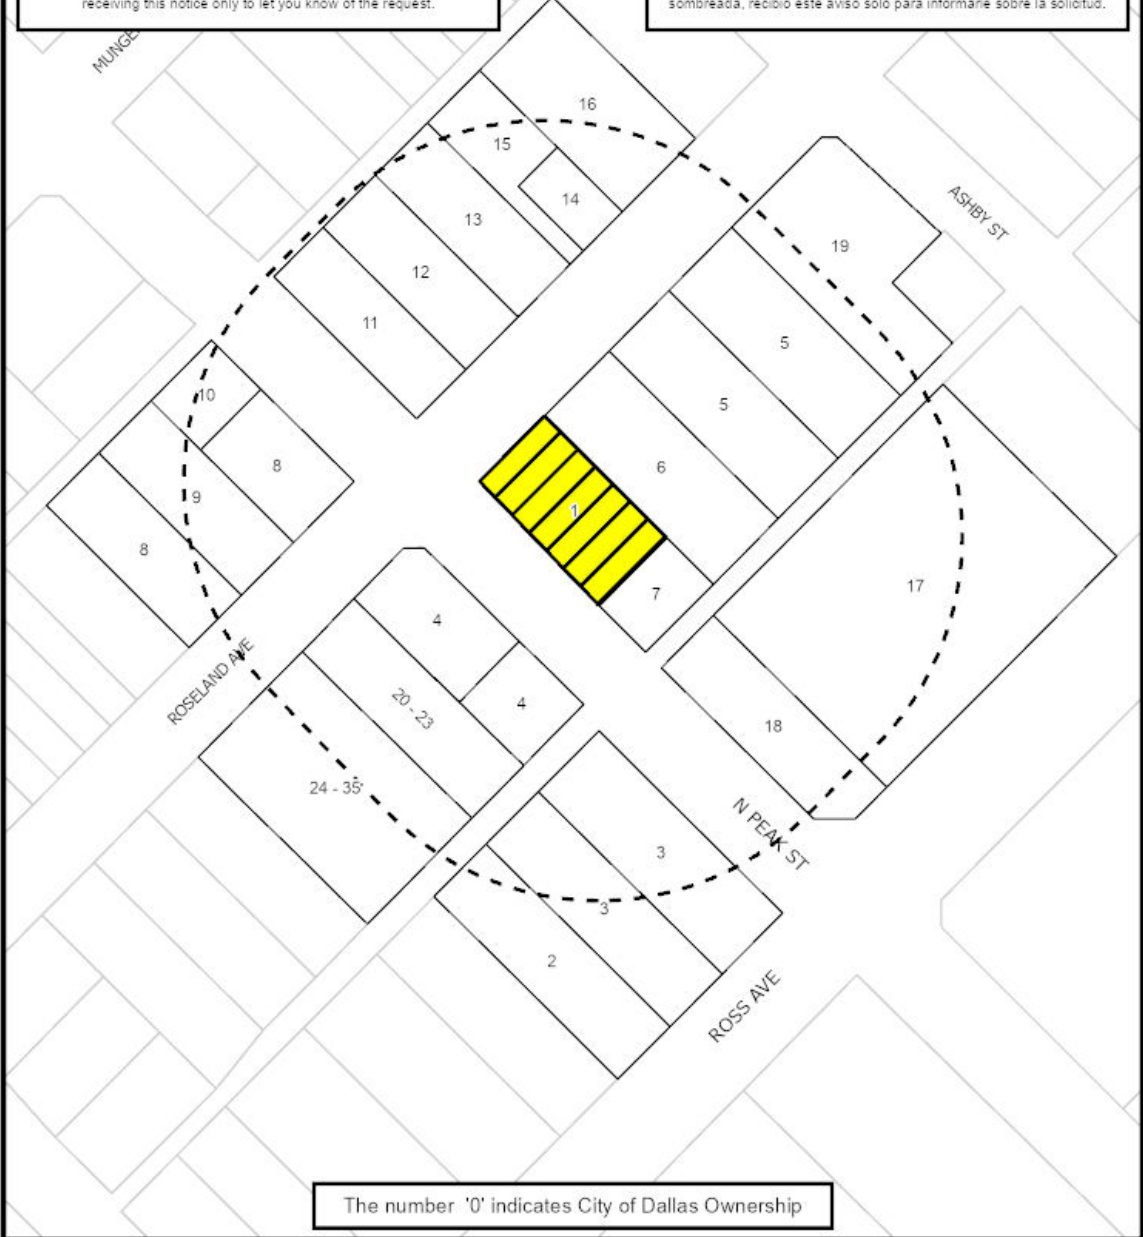 receiving this notice only to let you know of the request.
sombreada, recibió este aviso solo para informarle sobre la solicitud.
16
15
14
ASHBY ST
13
19
12
11
5
10
5
8
6
9
1
8
17
7
4
ROSELAND AVE
20 - 23
4
18
24 - 35
N PEAK ST
3
3
2
ROSS AVE
The number '0' indicates City of Dallas Ownership